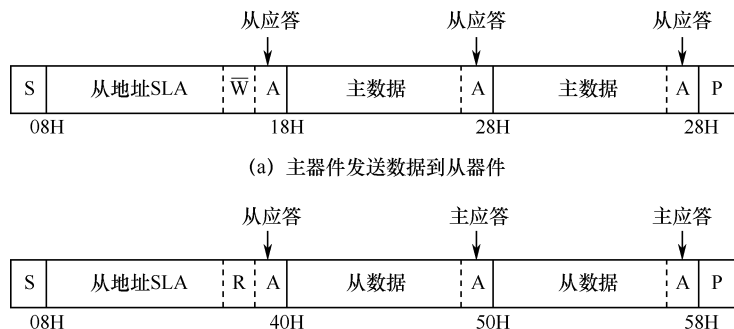 从应答 从应答 从应答
S 从地址SLA W̅ A 主数据 A 主数据 A P
08H 18H 28H 28H
(a) 主器件发送数据到从器件
从应答 主应答 主应答
S 从地址SLA R A 从数据 A 从数据 A P
08H 40H 50H 58H